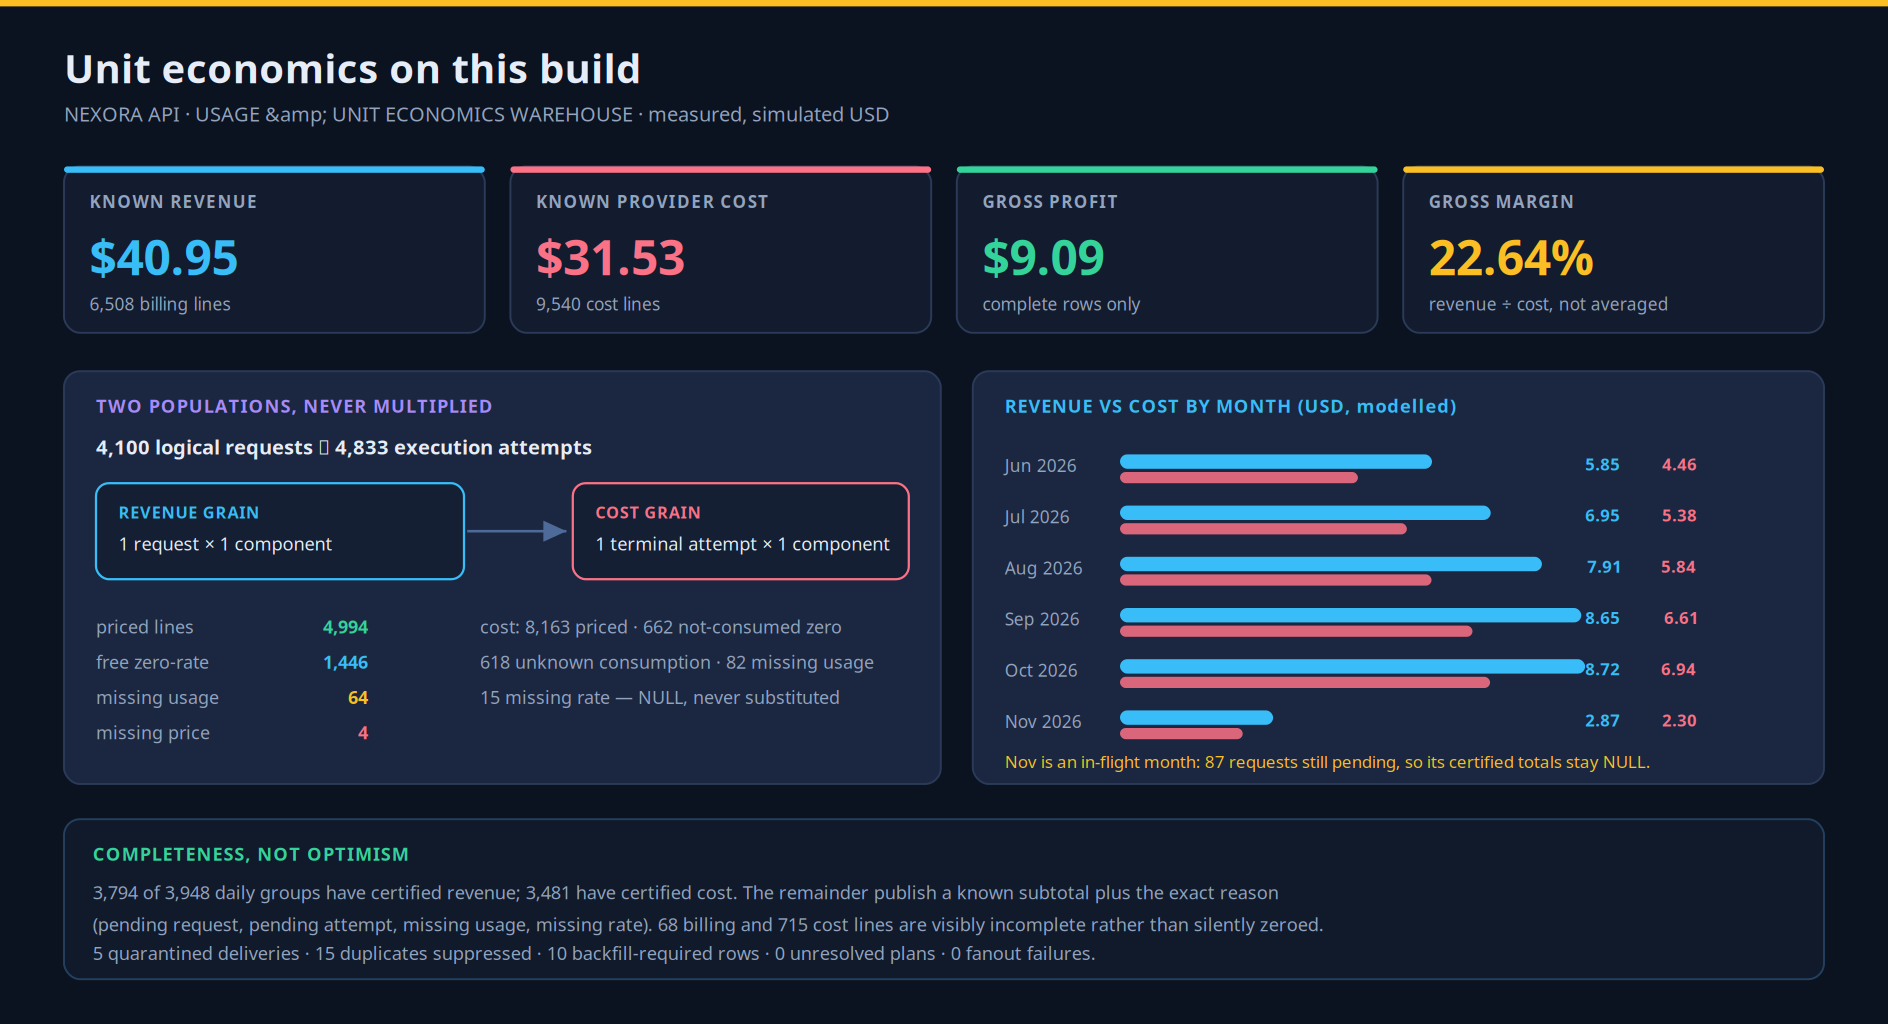 Unit economics on this build
NEXORA API · USAGE &amp; UNIT ECONOMICS WAREHOUSE · measured, simulated USD
KNOWN REVENUE
$40.95
6,508 billing lines
KNOWN PROVIDER COST
$31.53
9,540 cost lines
GROSS PROFIT
$9.09
complete rows only
GROSS MARGIN
22.64%
revenue ÷ cost, not averaged
TWO POPULATIONS, NEVER MULTIPLIED
4,100 logical requests ▯ 4,833 execution attempts
REVENUE GRAIN
1 request × 1 component
COST GRAIN
1 terminal attempt × 1 component
priced lines 4,994
free zero-rate 1,446
missing usage 64
missing price 4
cost: 8,163 priced · 662 not-consumed zero
618 unknown consumption · 82 missing usage
15 missing rate — NULL, never substituted
REVENUE VS COST BY MONTH (USD, modelled)
Jun 2026 5.85 4.46
Jul 2026 6.95 5.38
Aug 2026 7.91 5.84
Sep 2026 8.65 6.61
Oct 2026 8.72 6.94
Nov 2026 2.87 2.30
Nov is an in-flight month: 87 requests still pending, so its certified totals stay NULL.
COMPLETENESS, NOT OPTIMISM
3,794 of 3,948 daily groups have certified revenue; 3,481 have certified cost. The remainder publish a known subtotal plus the exact reason
(pending request, pending attempt, missing usage, missing rate). 68 billing and 715 cost lines are visibly incomplete rather than silently zeroed.
5 quarantined deliveries · 15 duplicates suppressed · 10 backfill-required rows · 0 unresolved plans · 0 fanout failures.